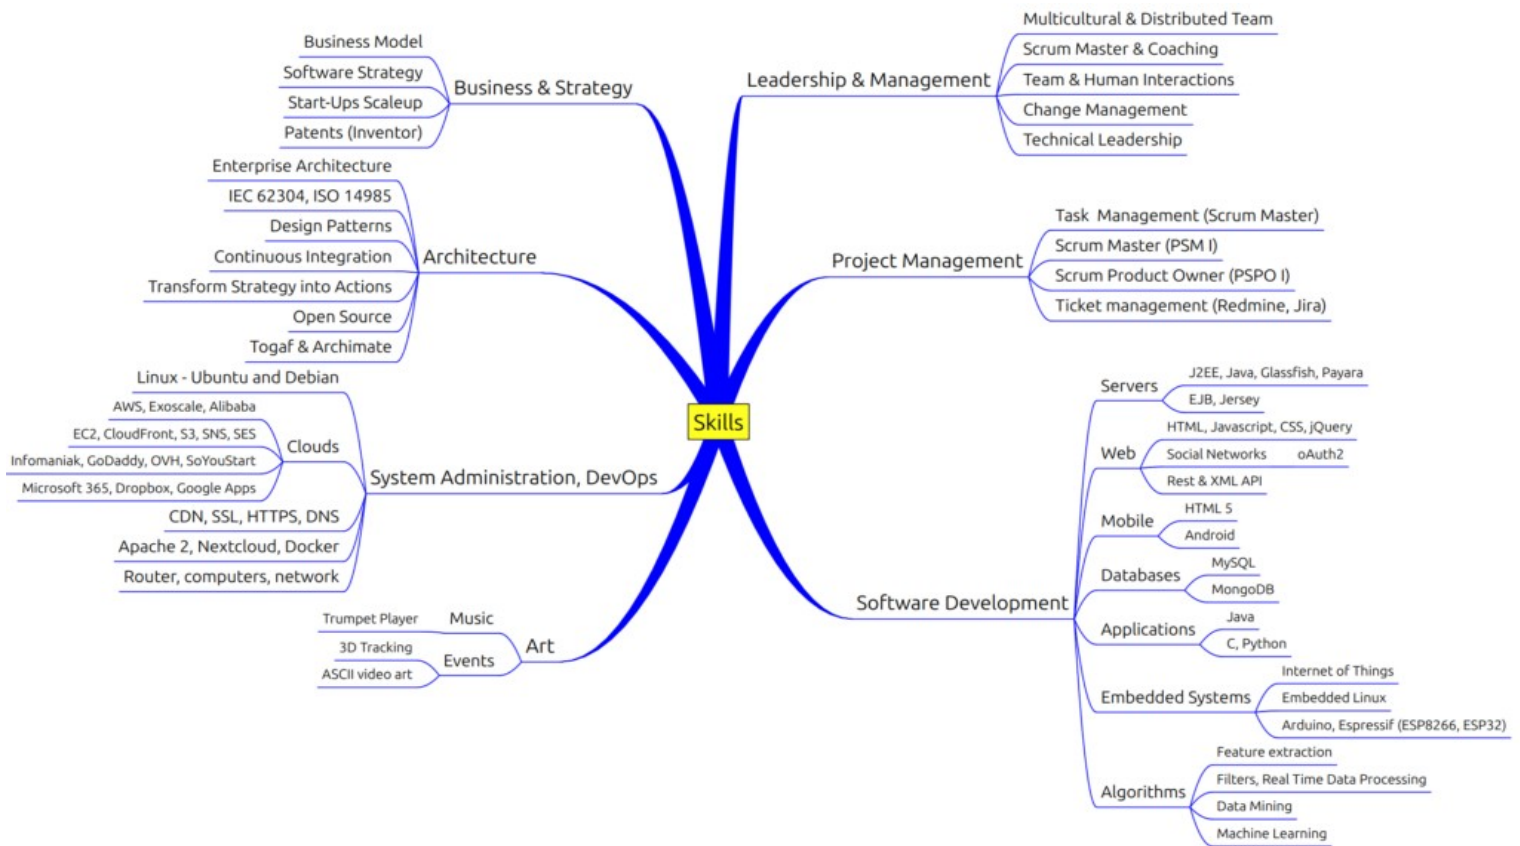 Skills
Business & Strategy
Business Model
Software Strategy
Start-Ups Scaleup
Patents (Inventor)
Architecture
Enterprise Architecture
IEC 62304, ISO 14985
Design Patterns
Continuous Integration
Transform Strategy into Actions
Open Source
Togaf & Archimate
System Administration, DevOps
Linux - Ubuntu and Debian
Clouds
AWS, Exoscale, Alibaba
EC2, CloudFront, S3, SNS, SES
Infomaniak, GoDaddy, OVH, SoYouStart
Microsoft 365, Dropbox, Google Apps
CDN, SSL, HTTPS, DNS
Apache 2, Nextcloud, Docker
Router, computers, network
Art
Music
Trumpet Player
Events
3D Tracking
ASCII video art
Leadership & Management
Multicultural & Distributed Team
Scrum Master & Coaching
Team & Human Interactions
Change Management
Technical Leadership
Project Management
Task  Management (Scrum Master)
Scrum Master (PSM I)
Scrum Product Owner (PSPO I)
Ticket management (Redmine, Jira)
Software Development
Servers
J2EE, Java, Glassfish, Payara
EJB, Jersey
Web
HTML, Javascript, CSS, jQuery
Social Networks oAuth2
Rest & XML API
Mobile
HTML 5
Android
Databases
MySQL
MongoDB
Applications
Java
C, Python
Embedded Systems
Internet of Things
Embedded Linux
Arduino, Espressif (ESP8266, ESP32)
Algorithms
Feature extraction
Filters, Real Time Data Processing
Data Mining
Machine Learning